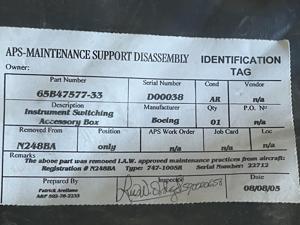 APS-MAINTENANCE SUPPORT DISASSEMBLY IDENTIFICATION TAG
Owner:
Part Number Serial Number Cond Vendor
65B47577-33 D00038 AR n/a
Description Manufacturer Qty P.O. Nº
Instrument Switching Accessory Box Boeing 01 n/a
Removed From Position APS Work Order Job Card Loc
N248BA only n/a n/a n/a
Remarks
The above part was removed I.A.W. approved maintenance practices from aircraft:
Registration # N248BA Type: 747-100SR Serial Number: 22712
Prepared By Inspector Date
Patrick Arellano 08/08/05